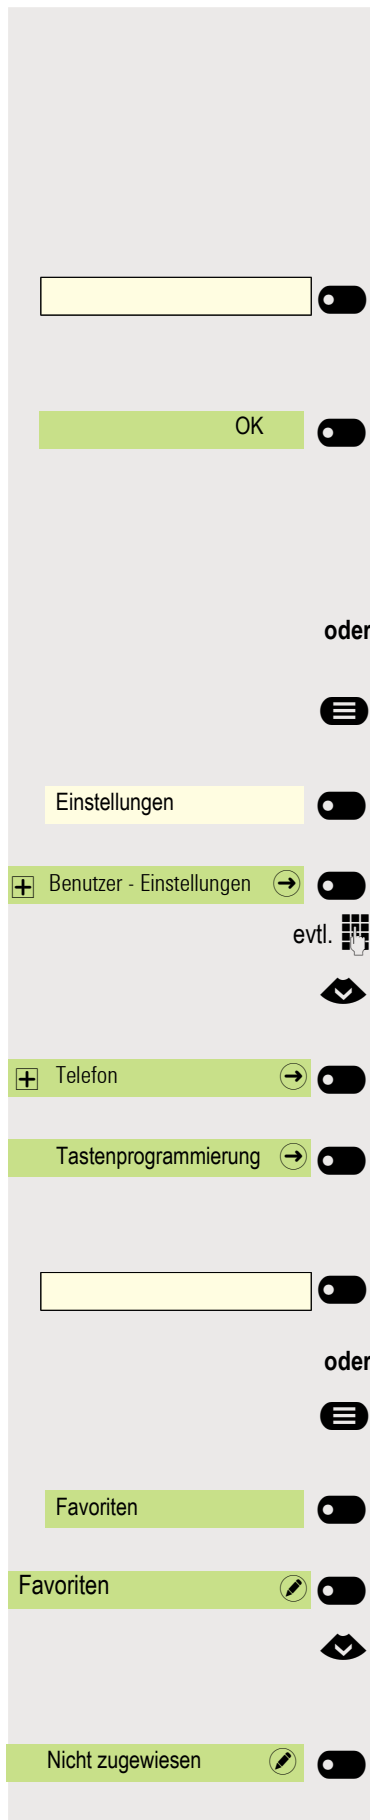 OK
oder
Einstellungen
Benutzer - Einstellungen
evtl.
Telefon
Tastenprogrammierung
oder
Favoriten
Favoriten
Nicht zugewiesen